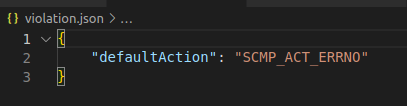 {} violation.json > ...
1 {
2 "defaultAction": "SCMP_ACT_ERRNO"
3 }